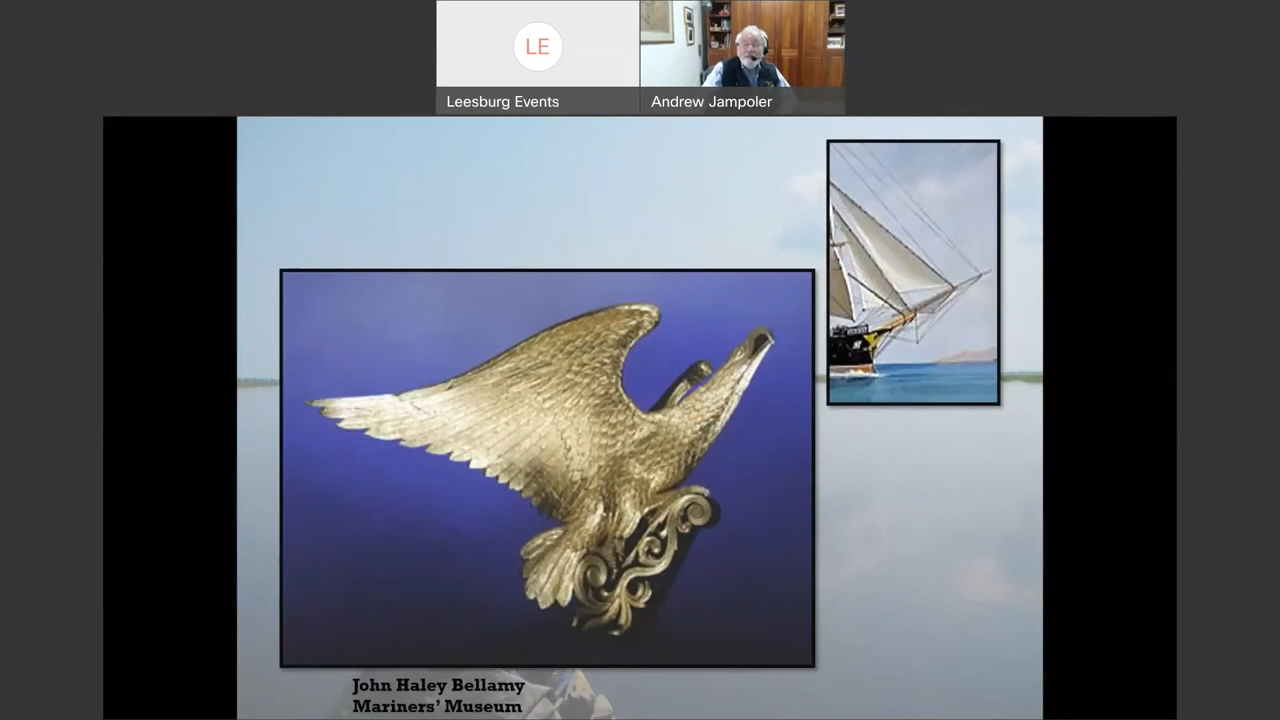 LE
Leesburg Events
Andrew Jampoler
John Haley Bellamy
Mariners' Museum